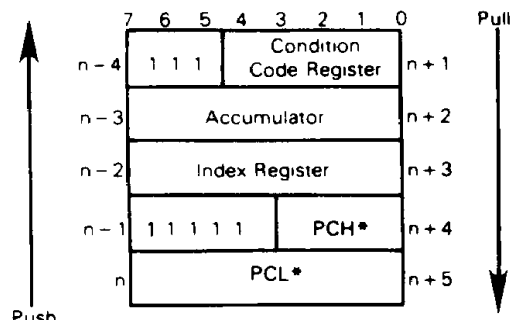 7 6 5 4 3 2 1 0
Pull
n - 4 1 1 1 Condition Code Register n + 1
n - 3 Accumulator n + 2
n - 2 Index Register n + 3
n - 1 1 1 1 1 1 PCH* n + 4
n PCL* n + 5
Push